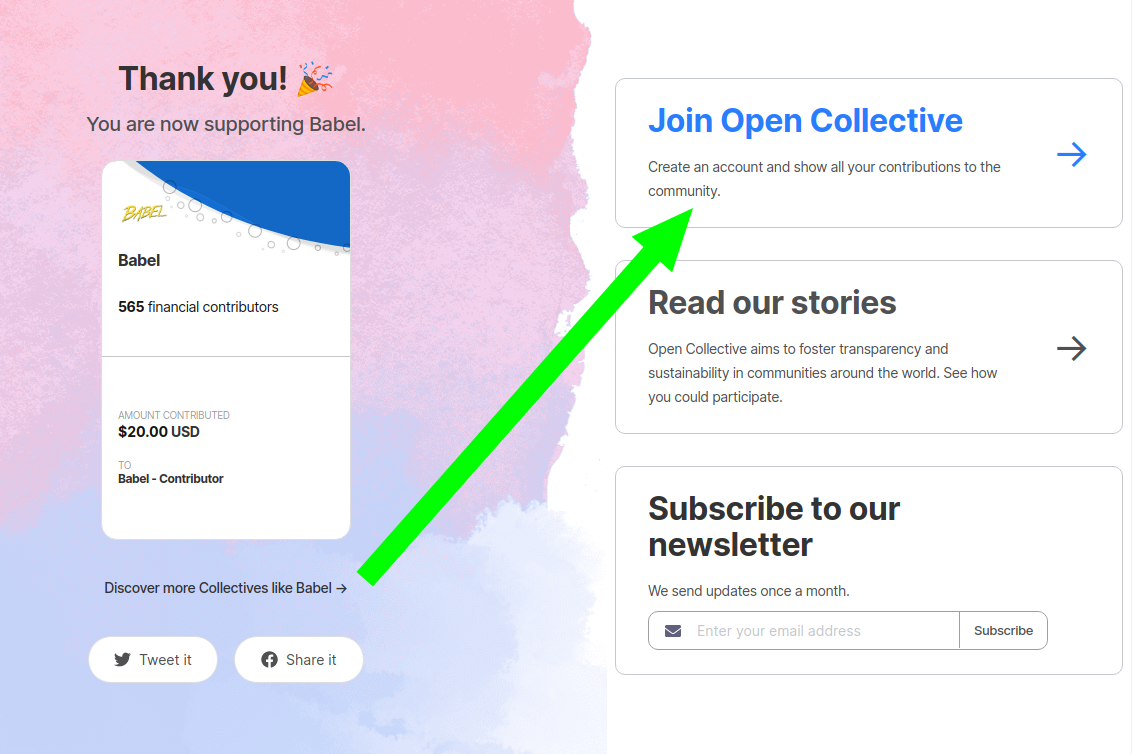 Thank you! 🎉
You are now supporting Babel.
BABEL
Babel
565 financial contributors
AMOUNT CONTRIBUTED
$20.00 USD
TO
Babel - Contributor
Discover more Collectives like Babel →
Tweet it
Share it
Join Open Collective
Create an account and show all your contributions to the
community.
Read our stories
Open Collective aims to foster transparency and
sustainability in communities around the world. See how
you could participate.
Subscribe to our
newsletter
We send updates once a month.
Enter your email address
Subscribe